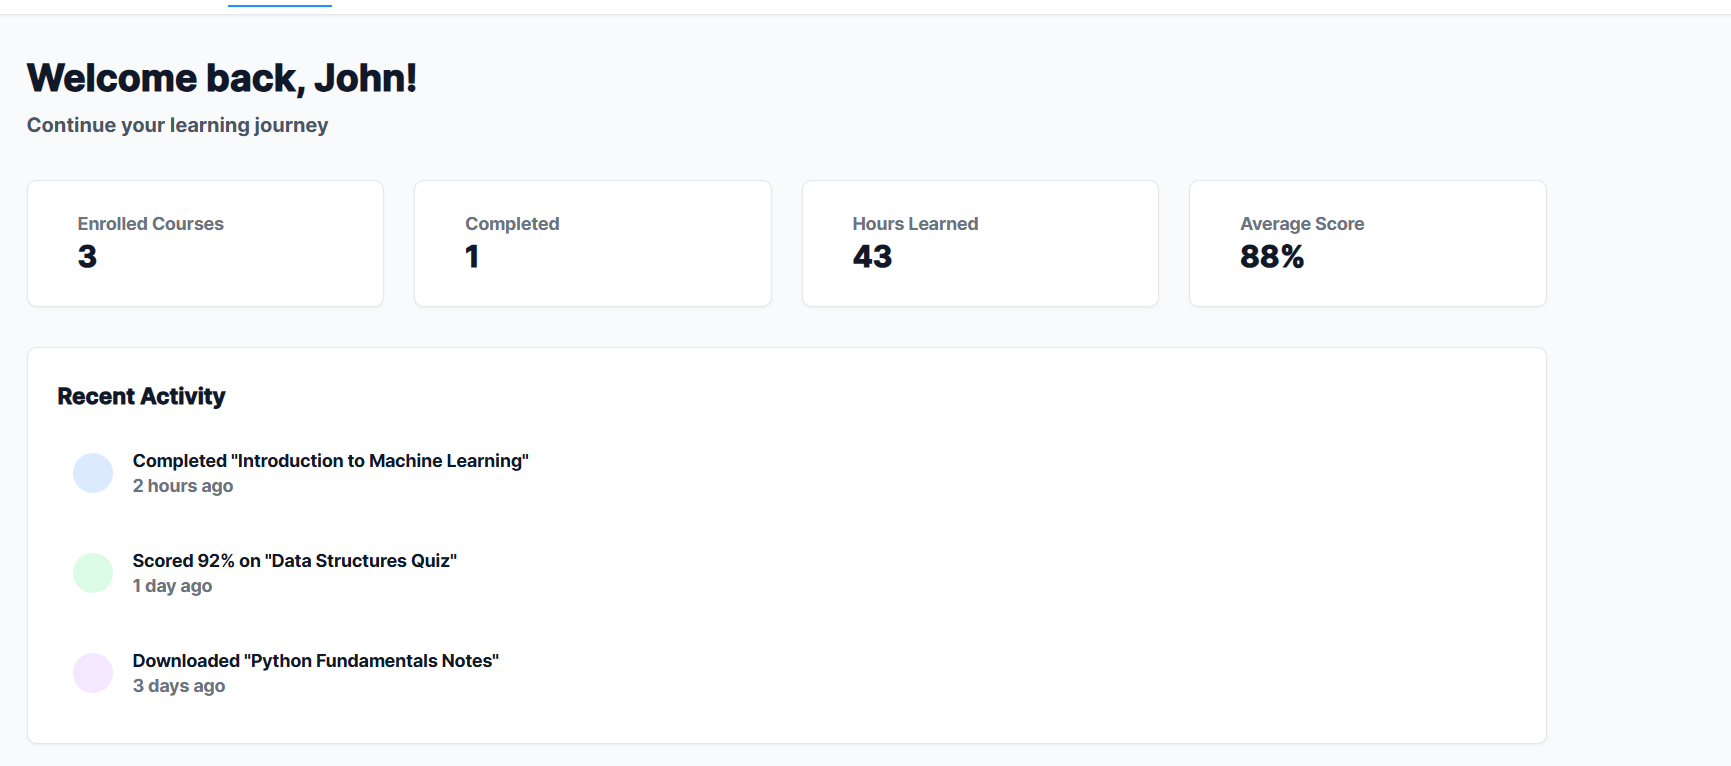 Welcome back, John!
Continue your learning journey
Enrolled Courses
3
Completed
1
Hours Learned
43
Average Score
88%
Recent Activity
Completed "Introduction to Machine Learning"
2 hours ago
Scored 92% on "Data Structures Quiz"
1 day ago
Downloaded "Python Fundamentals Notes"
3 days ago